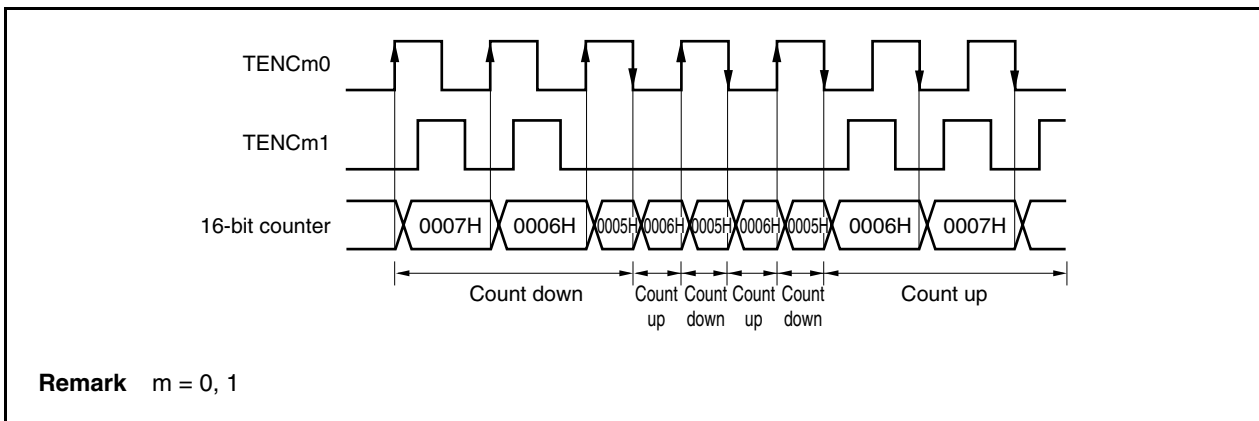 TENCm0
TENCm1
16-bit counter
0007H 0006H 0005H 0006H 0005H 0006H 0005H 0006H 0007H
Count down Count up Count down Count up Count down Count up
Remark m = 0, 1